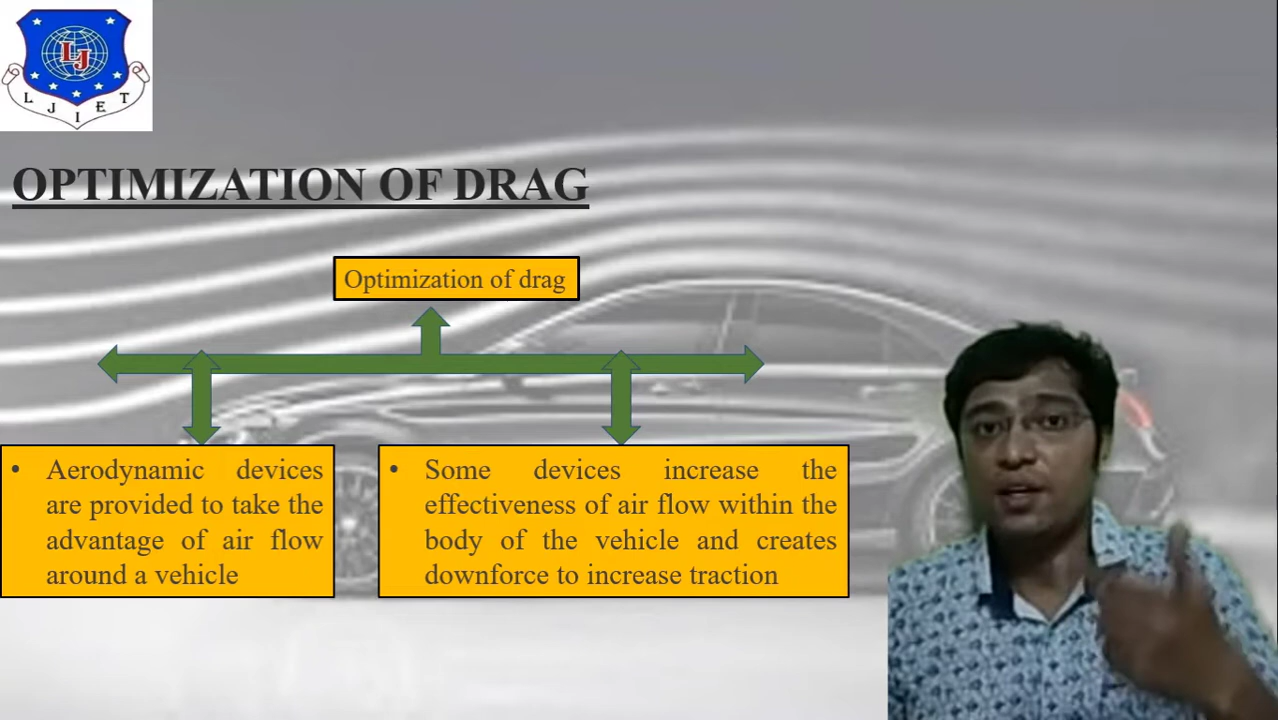 LJ
L J I E T
OPTIMIZATION OF DRAG
Optimization of drag
• Aerodynamic devices
are provided to take the
advantage of air flow
around a vehicle
• Some devices increase the
effectiveness of air flow within the
body of the vehicle and creates
downforce to increase traction